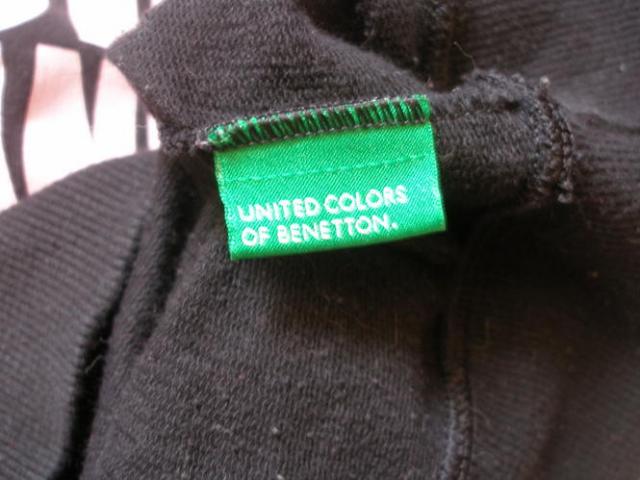 UNITED COLORS
OF BENETTON.